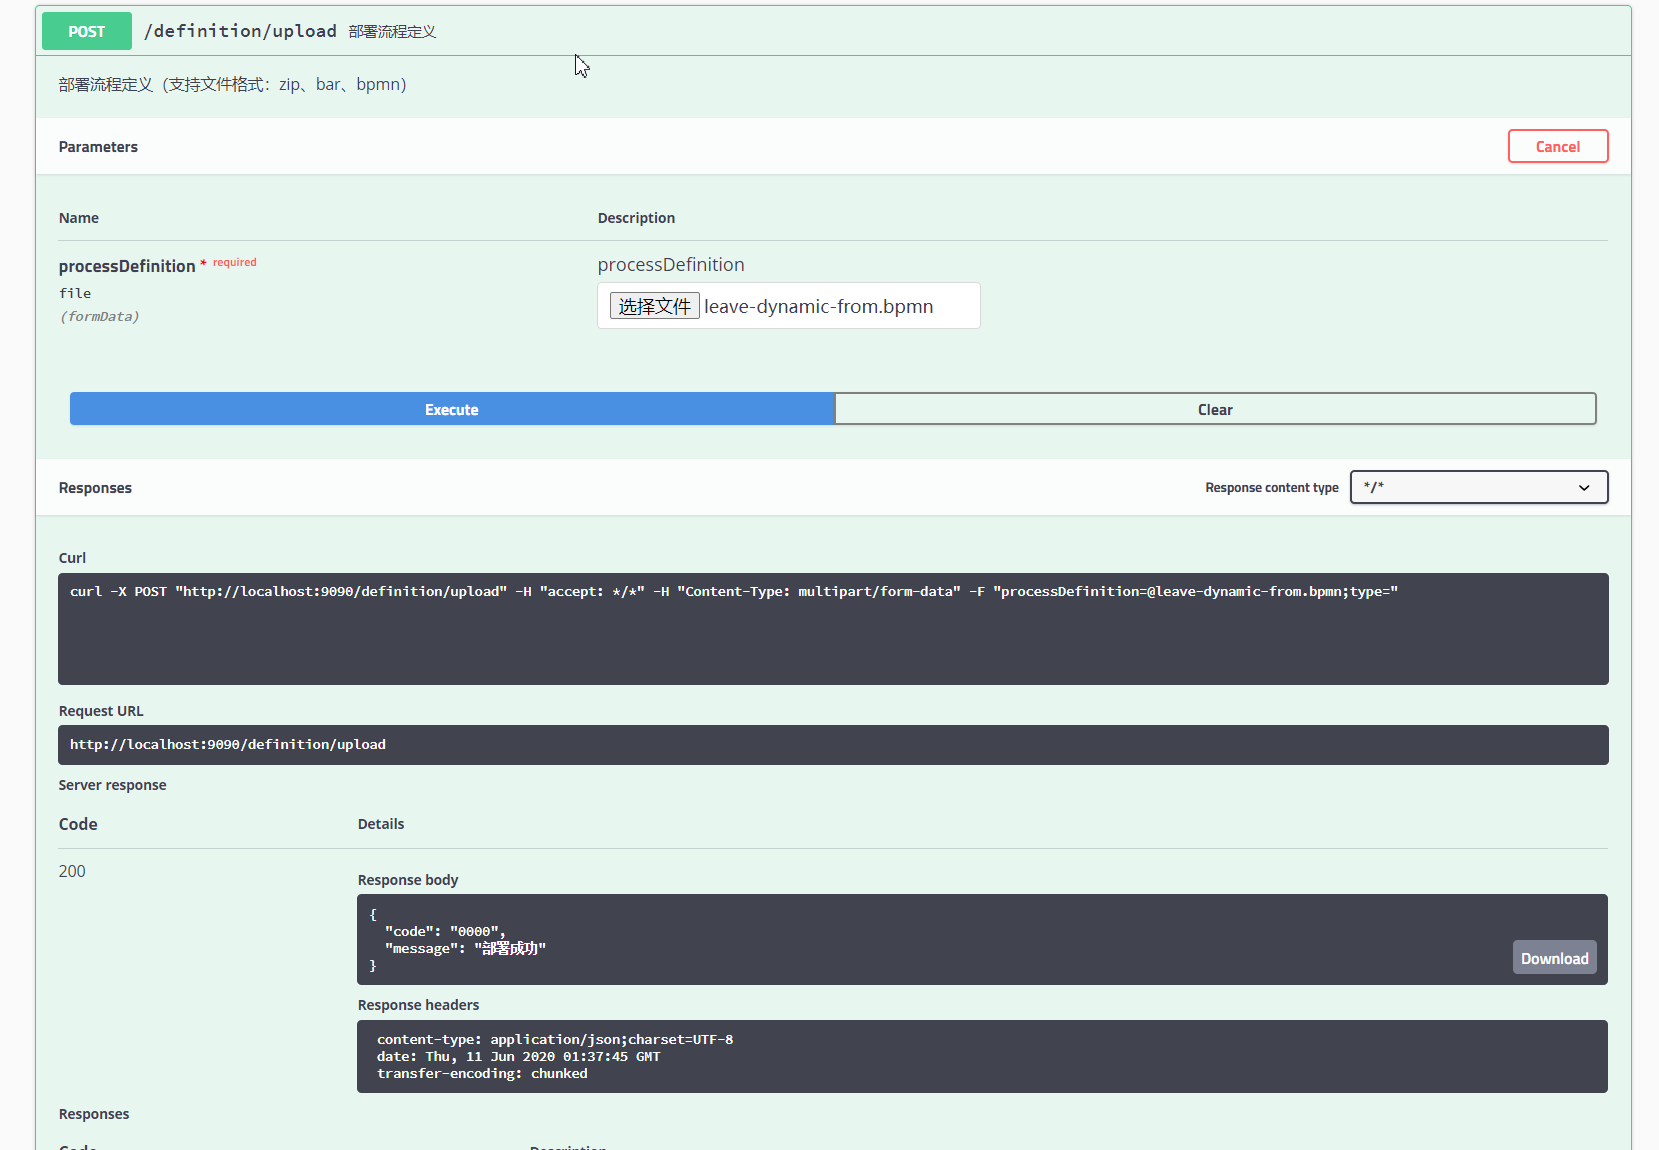 POST /definition/upload 部署流程定义
部署流程定义（支持文件格式：zip、bar、bpmn）
Parameters
Cancel
Name Description
processDefinition * required
file
(formData)
processDefinition
选择文件 leave-dynamic-from.bpmn
Execute Clear
Responses
Response content type */*
Curl
curl -X POST "http://localhost:9090/definition/upload" -H "accept: */*" -H "Content-Type: multipart/form-data" -F "processDefinition=@leave-dynamic-from.bpmn;type="
Request URL
http://localhost:9090/definition/upload
Server response
Code Details
200
Response body
{
"code": "0000",
"message": "部署成功"
}
Download
Response headers
content-type: application/json;charset=UTF-8
date: Thu, 11 Jun 2020 01:37:45 GMT
transfer-encoding: chunked
Responses
Code Description